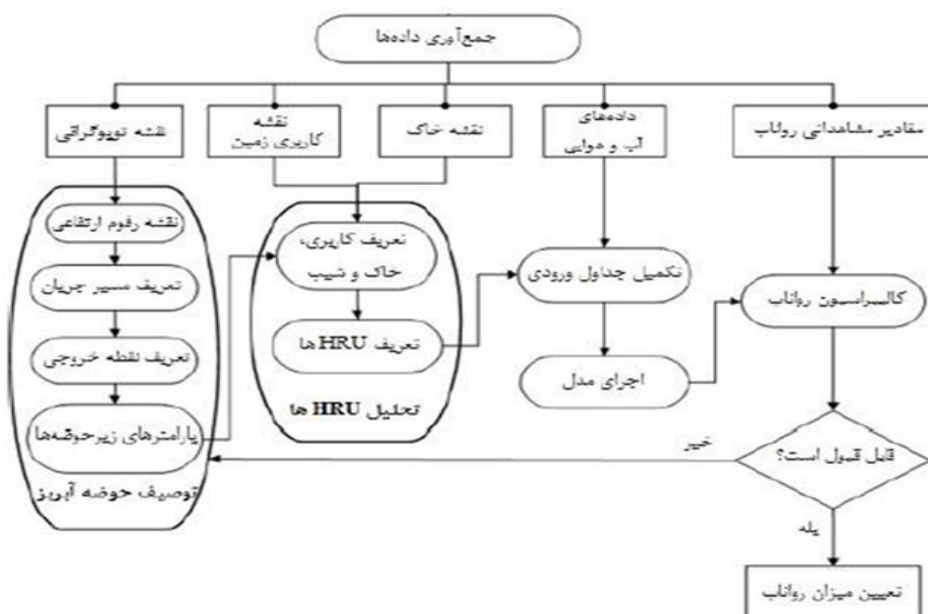 جمع‌آوری داده‌ها
مقادیر مشاهداتی رواناب
داده‌های
آب و هوایی
نقشه خاک
نقشه
کاربری زمین
نقشه توپوگرافی
نقشه رقوم ارتفاعی
تعریف مسیر جریان
تعریف نقطه خروجی
پارامترهای زیرحوضه‌ها
توصیف حوضه آبریز
تعریف کاربری،
خاک و شیب
تعریف HRU ها
تحلیل HRU ها
تکمیل جداول ورودی
اجرای مدل
کالیبراسیون رواناب
قابل قبول است؟
خیر
بله
تعیین میزان رواناب